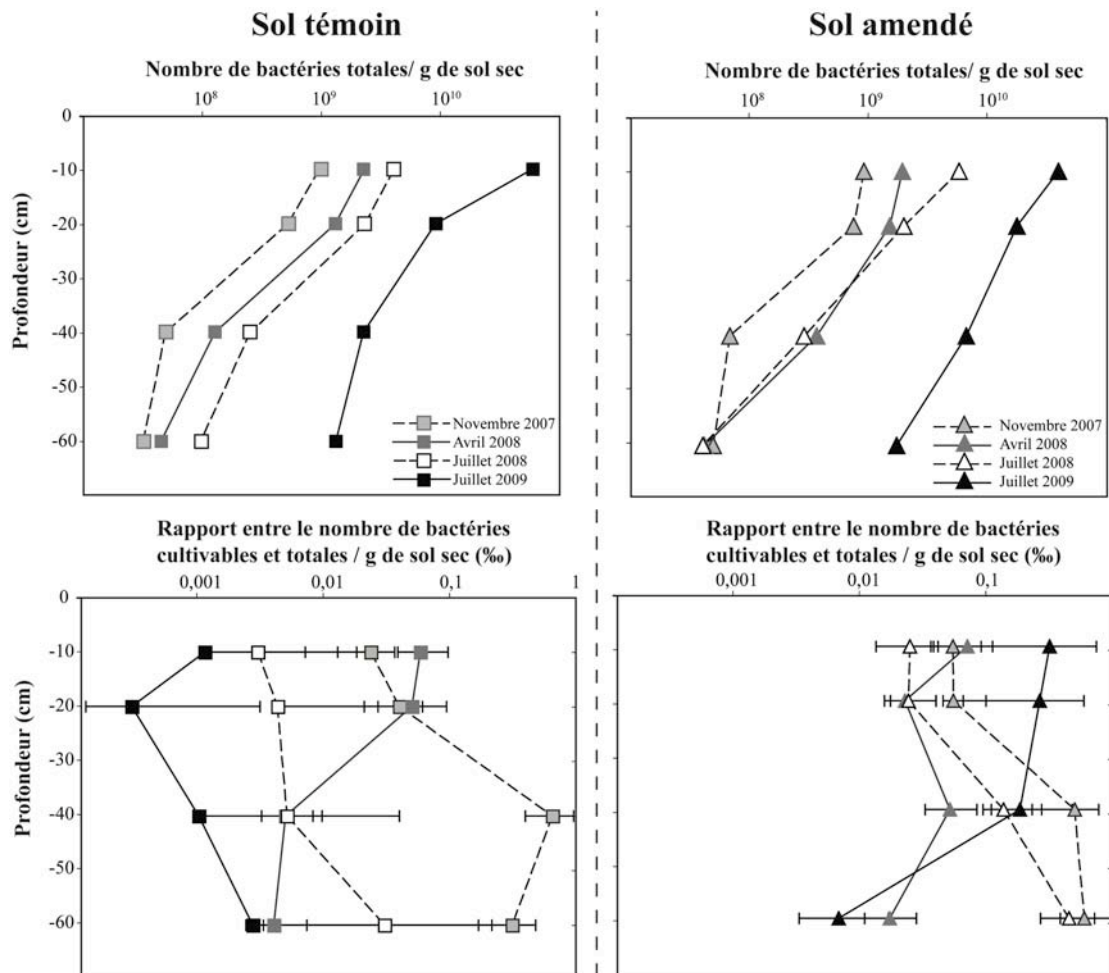 Sol témoin
Nombre de bactéries totales/ g de sol sec
10⁸ 10⁹ 10¹⁰
0
-10
-20
-30
-40
-50
-60
Profondeur (cm)
Novembre 2007
Avril 2008
Juillet 2008
Juillet 2009
Sol amendé
Nombre de bactéries totales/ g de sol sec
10⁸ 10⁹ 10¹⁰
Novembre 2007
Avril 2008
Juillet 2008
Juillet 2009
Rapport entre le nombre de bactéries
cultivables et totales / g de sol sec (‰)
0,001 0,01 0,1 1
0
-10
-20
-30
-40
-50
-60
Profondeur (cm)
Rapport entre le nombre de bactéries
cultivables et totales / g de sol sec (‰)
0,001 0,01 0,1